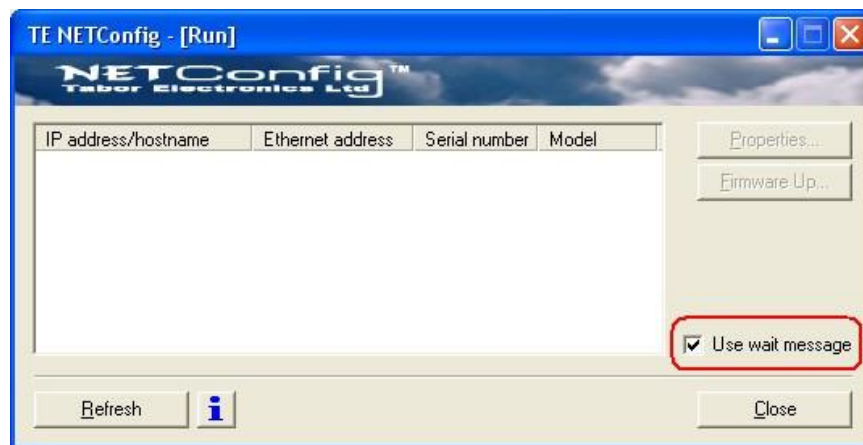 TE NETConfig - [Run]
NETConfig™
Tabor Electronics Ltd
IP address/hostname Ethernet address Serial number Model
Properties...
Firmware Up...
Use wait message
Refresh i Close